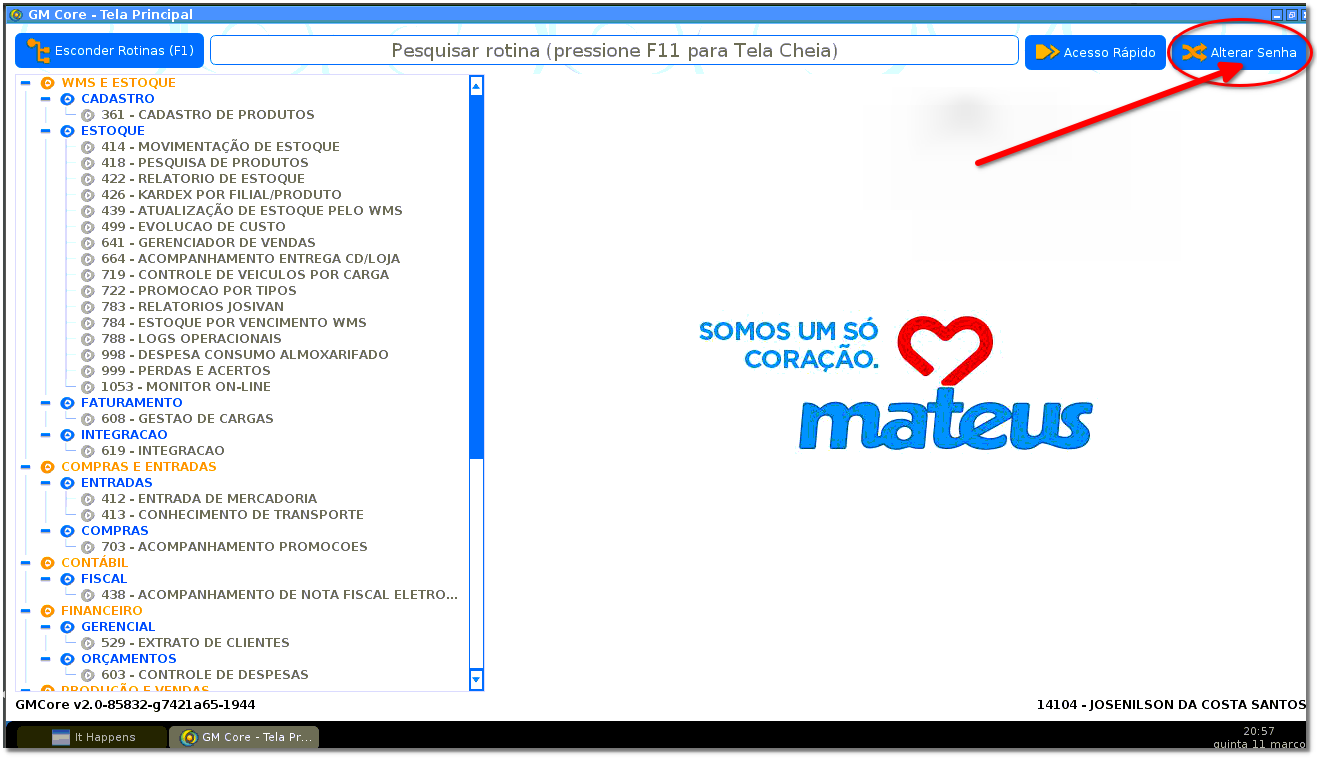 GM Core - Tela Principal
Esconder Rotinas (F1)
Pesquisar rotina (pressione F11 para Tela Cheia)
Acesso Rápido
Alterar Senha
WMS E ESTOQUE
CADASTRO
361 - CADASTRO DE PRODUTOS
ESTOQUE
414 - MOVIMENTAÇÃO DE ESTOQUE
418 - PESQUISA DE PRODUTOS
422 - RELATORIO DE ESTOQUE
426 - KARDEX POR FILIAL/PRODUTO
439 - ATUALIZAÇÃO DE ESTOQUE PELO WMS
499 - EVOLUCAO DE CUSTO
641 - GERENCIADOR DE VENDAS
664 - ACOMPANHAMENTO ENTREGA CD/LOJA
719 - CONTROLE DE VEICULOS POR CARGA
722 - PROMOCAO POR TIPOS
783 - RELATORIOS JOSIVAN
784 - ESTOQUE POR VENCIMENTO WMS
788 - LOGS OPERACIONAIS
998 - DESPESA CONSUMO ALMOXARIFADO
999 - PERDAS E ACERTOS
1053 - MONITOR ON-LINE
FATURAMENTO
608 - GESTAO DE CARGAS
INTEGRACAO
619 - INTEGRACAO
COMPRAS E ENTRADAS
ENTRADAS
412 - ENTRADA DE MERCADORIA
413 - CONHECIMENTO DE TRANSPORTE
COMPRAS
703 - ACOMPANHAMENTO PROMOCOES
CONTÁBIL
FISCAL
438 - ACOMPANHAMENTO DE NOTA FISCAL ELETRO...
FINANCEIRO
GERENCIAL
529 - EXTRATO DE CLIENTES
ORÇAMENTOS
603 - CONTROLE DE DESPESAS
PRODUÇÃO E VENDAS
SOMOS UM SÓ
CORAÇÃO.
mateus
GMCore v2.0-85832-g7421a65-1944
14104 - JOSENILSON DA COSTA SANTOS
It Happens
GM Core - Tela Pr...
20:57
quinta 11 março